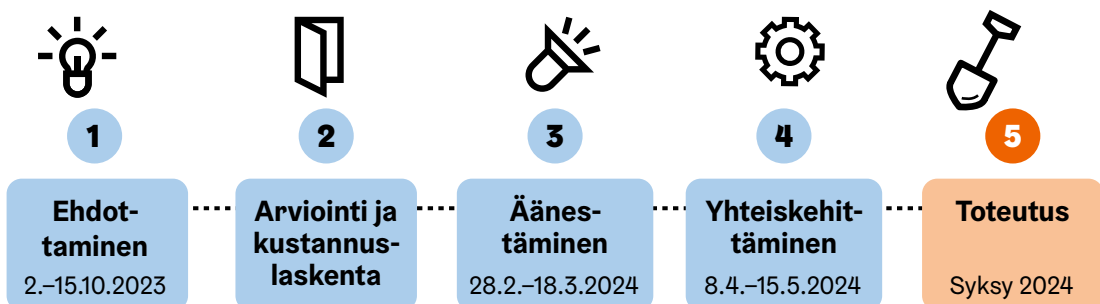 1
Ehdot-
taminen
2.–15.10.2023
2
Arviointi ja
kustannus-
laskenta
3
Äänes-
täminen
28.2.–18.3.2024
4
Yhteiskehit-
täminen
8.4.–15.5.2024
5
Toteutus
Syksy 2024